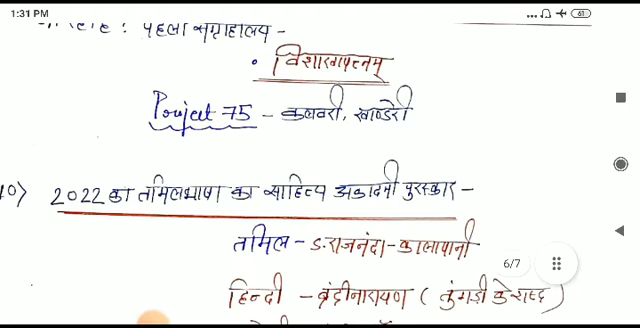 1:31 PM
61
: पहला संग्रहालय -
• विशाखापत्तनम्
Project 75 - कलवरी, खाण्डेरी
10) 2022 का तमिलभाषा का साहित्य अकादमी पुरस्कार -
तमिल - ड. राजनंदा - कालापानी
6/7
हिन्दी - बद्रीनारायण ( तुमड़ी के शब्द )